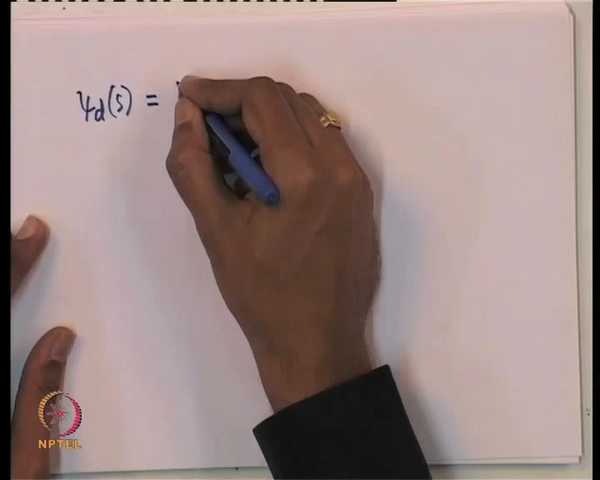 ψd(s) =
NPTEL